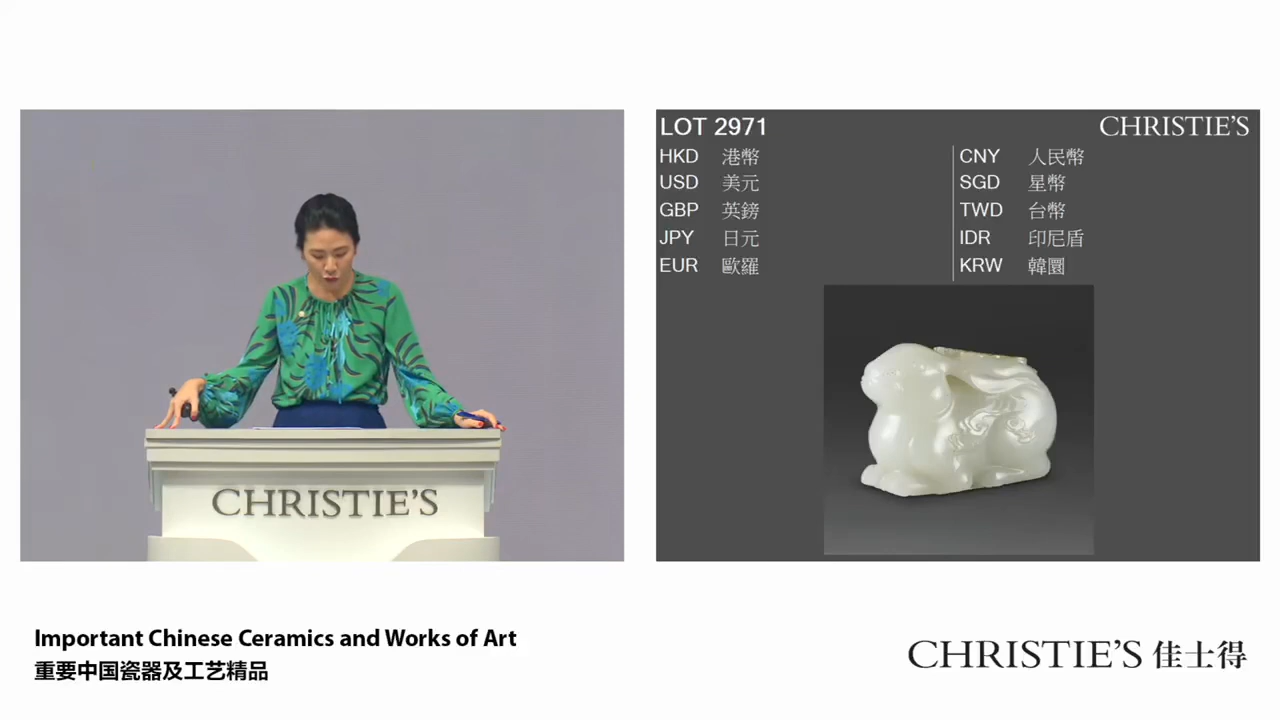 LOT 2971
CHRISTIE'S
HKD 港幣
USD 美元
GBP 英鎊
JPY 日元
EUR 歐羅
CNY 人民幣
SGD 星幣
TWD 台幣
IDR 印尼盾
KRW 韓圜
CHRISTIE'S
Important Chinese Ceramics and Works of Art
重要中国瓷器及工艺精品
CHRISTIE'S 佳士得